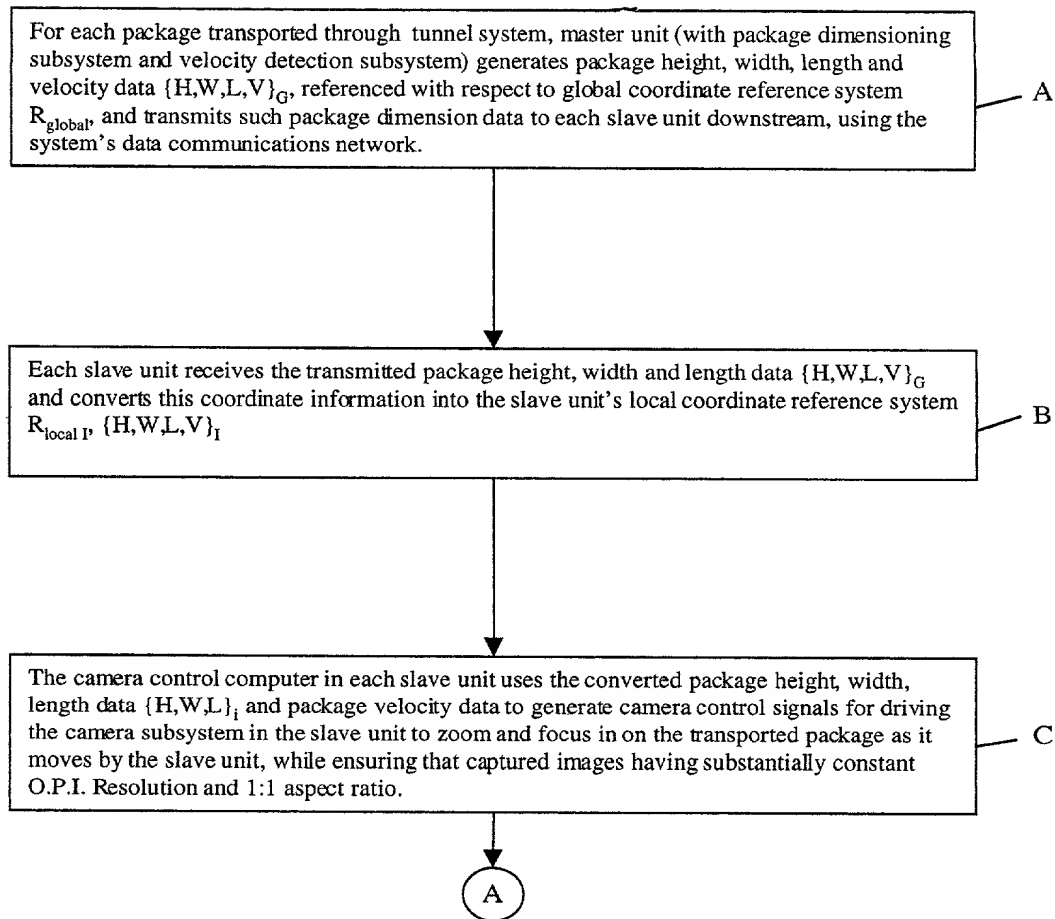 For each package transported through tunnel system, master unit (with package dimensioning
subsystem and velocity detection subsystem) generates package height, width, length and
velocity data {H,W,L,V}G, referenced with respect to global coordinate reference system
Rglobal, and transmits such package dimension data to each slave unit downstream, using the
system's data communications network.
A
Each slave unit receives the transmitted package height, width and length data {H,W,L,V}G
and converts this coordinate information into the slave unit's local coordinate reference system
Rlocal I, {H,W,L,V}I
B
The camera control computer in each slave unit uses the converted package height, width,
length data {H,W,L}i and package velocity data to generate camera control signals for driving
the camera subsystem in the slave unit to zoom and focus in on the transported package as it
moves by the slave unit, while ensuring that captured images having substantially constant
O.P.I. Resolution and 1:1 aspect ratio.
C
A